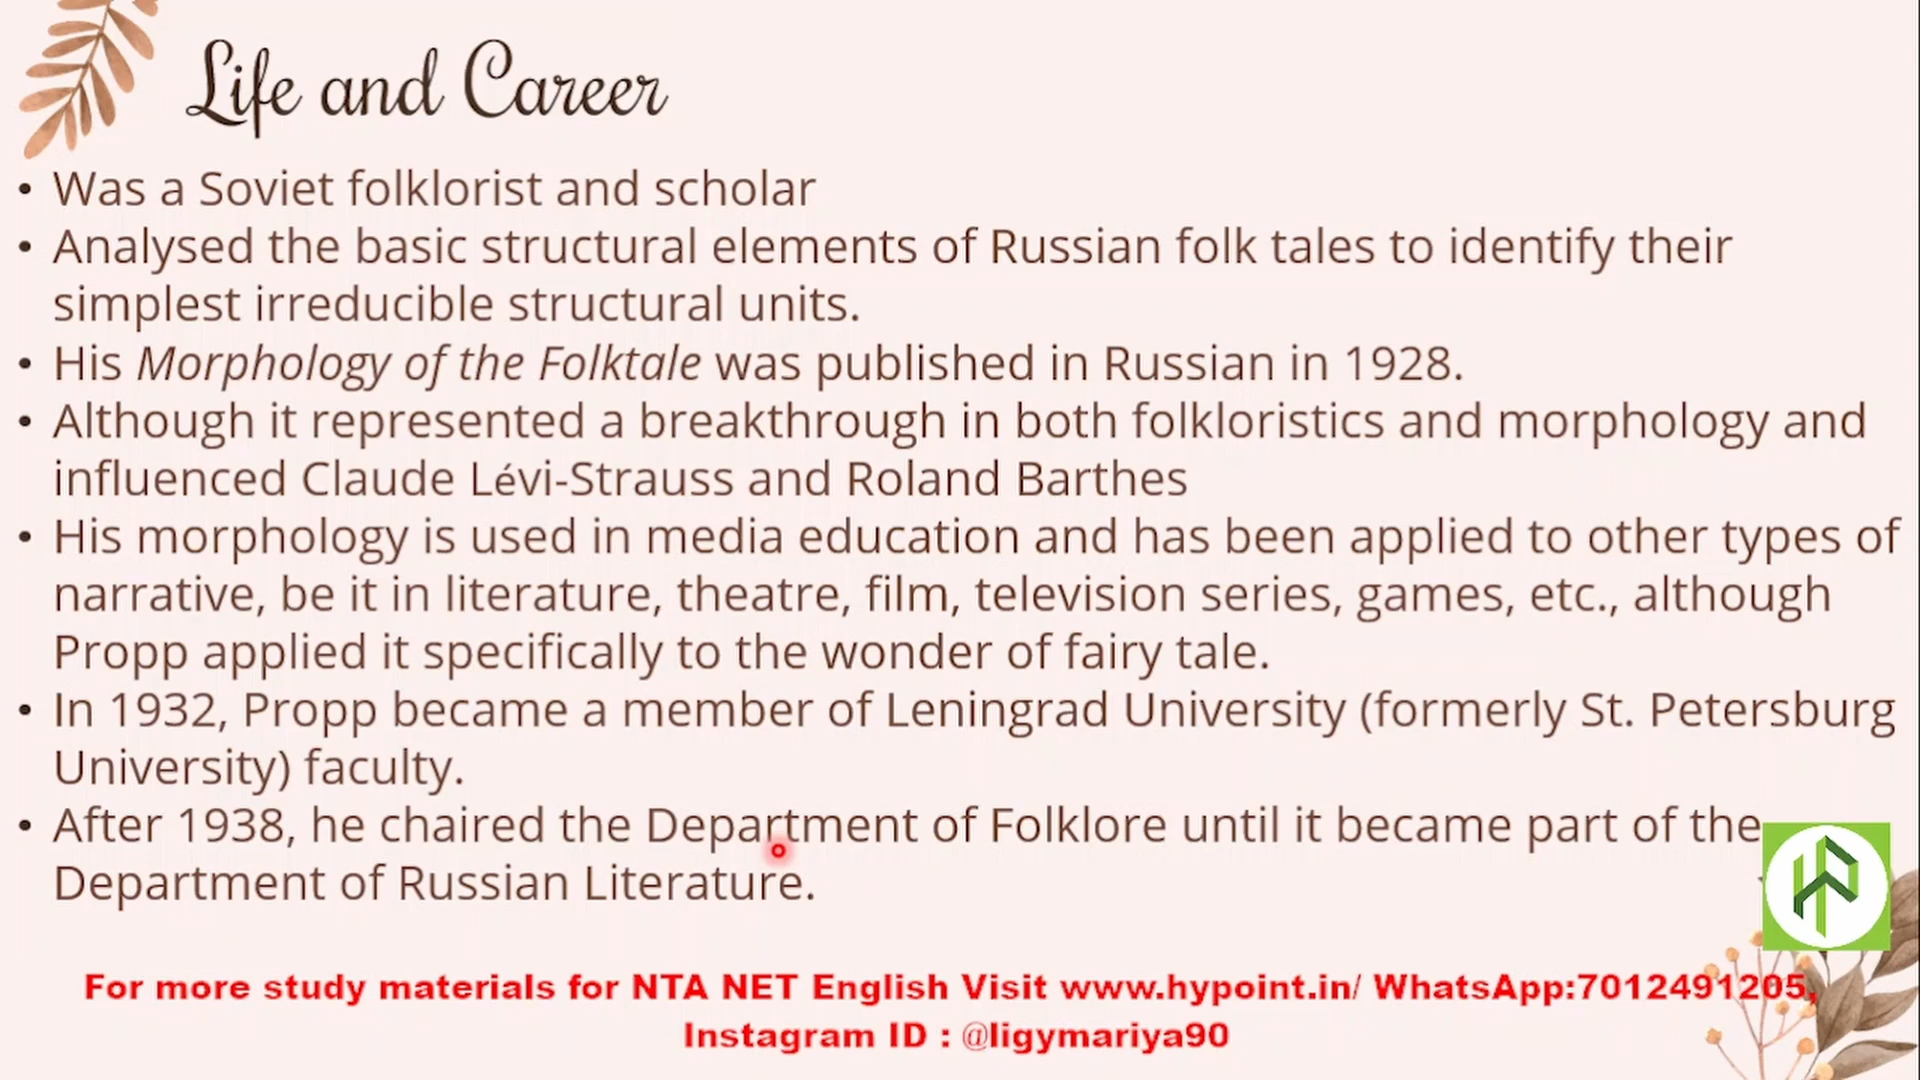 Life and Career
• Was a Soviet folklorist and scholar
• Analysed the basic structural elements of Russian folk tales to identify their
simplest irreducible structural units.
• His Morphology of the Folktale was published in Russian in 1928.
• Although it represented a breakthrough in both folkloristics and morphology and
influenced Claude Lévi-Strauss and Roland Barthes
• His morphology is used in media education and has been applied to other types of
narrative, be it in literature, theatre, film, television series, games, etc., although
Propp applied it specifically to the wonder of fairy tale.
• In 1932, Propp became a member of Leningrad University (formerly St. Petersburg
University) faculty.
• After 1938, he chaired the Department of Folklore until it became part of the
Department of Russian Literature.
For more study materials for NTA NET English Visit www.hypoint.in/ WhatsApp:7012491205,
Instagram ID : @ligymariya90